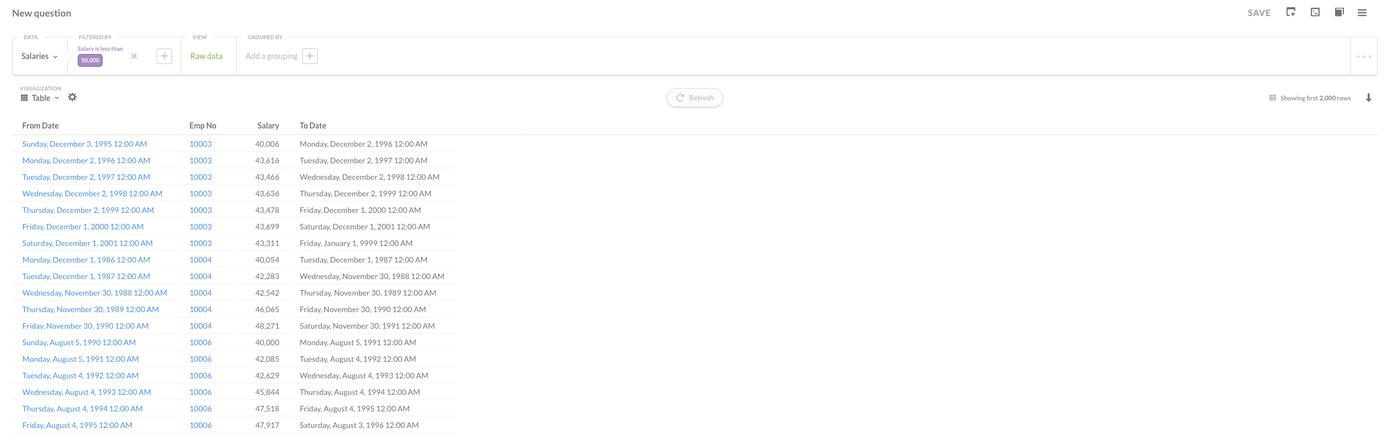 New question
SAVE
DATA
FILTERED BY
VIEW
GROUPED BY
Salaries
Salary is less than
50,000
Raw data
Add a grouping
VISUALIZATION
Table
Refresh
Showing first 2,000 rows
From Date Emp No Salary To Date
Sunday, December 3, 1995 12:00 AM 10003 40,006 Monday, December 2, 1996 12:00 AM
Monday, December 2, 1996 12:00 AM 10003 43,616 Tuesday, December 2, 1997 12:00 AM
Tuesday, December 2, 1997 12:00 AM 10003 43,466 Wednesday, December 2, 1998 12:00 AM
Wednesday, December 2, 1998 12:00 AM 10003 43,636 Thursday, December 2, 1999 12:00 AM
Thursday, December 2, 1999 12:00 AM 10003 43,478 Friday, December 1, 2000 12:00 AM
Friday, December 1, 2000 12:00 AM 10003 43,699 Saturday, December 1, 2001 12:00 AM
Saturday, December 1, 2001 12:00 AM 10003 43,311 Friday, January 1, 9999 12:00 AM
Monday, December 1, 1986 12:00 AM 10004 40,054 Tuesday, December 1, 1987 12:00 AM
Tuesday, December 1, 1987 12:00 AM 10004 42,283 Wednesday, November 30, 1988 12:00 AM
Wednesday, November 30, 1988 12:00 AM 10004 42,542 Thursday, November 30, 1989 12:00 AM
Thursday, November 30, 1989 12:00 AM 10004 46,065 Friday, November 30, 1990 12:00 AM
Friday, November 30, 1990 12:00 AM 10004 48,271 Saturday, November 30, 1991 12:00 AM
Sunday, August 5, 1990 12:00 AM 10006 40,000 Monday, August 5, 1991 12:00 AM
Monday, August 5, 1991 12:00 AM 10006 42,085 Tuesday, August 4, 1992 12:00 AM
Tuesday, August 4, 1992 12:00 AM 10006 42,629 Wednesday, August 4, 1993 12:00 AM
Wednesday, August 4, 1993 12:00 AM 10006 45,844 Thursday, August 4, 1994 12:00 AM
Thursday, August 4, 1994 12:00 AM 10006 47,518 Friday, August 4, 1995 12:00 AM
Friday, August 4, 1995 12:00 AM 10006 47,917 Saturday, August 3, 1996 12:00 AM